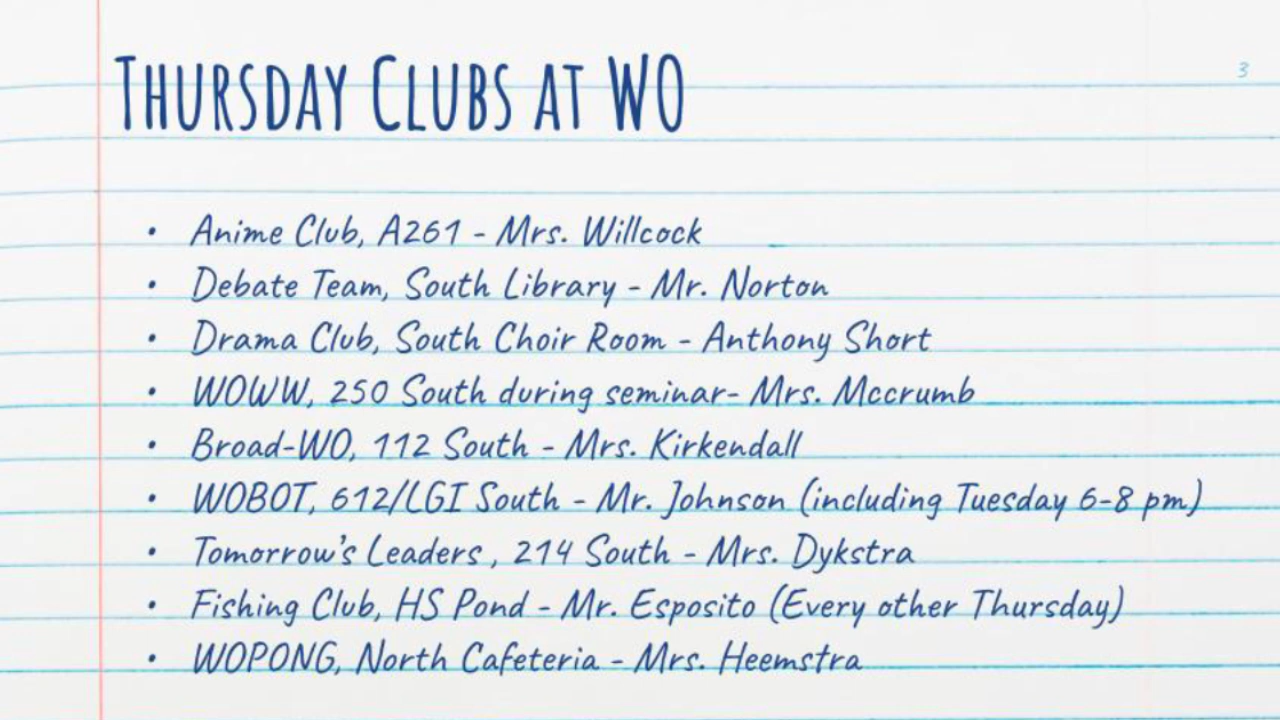 Thursday Clubs at WO
3
• Anime Club, A261 - Mrs. Willcock
• Debate Team, South Library - Mr. Norton
• Drama Club, South Choir Room - Anthony Short
• WOWW, 250 South during seminar- Mrs. Mccrumb
• Broad-WO, 112 South - Mrs. Kirkendall
• WOBOT, 612/LGI South - Mr. Johnson (including Tuesday 6-8 pm)
• Tomorrow's Leaders , 214 South - Mrs. Dykstra
• Fishing Club, HS Pond - Mr. Esposito (Every other Thursday)
• WOPONG, North Cafeteria - Mrs. Heemstra